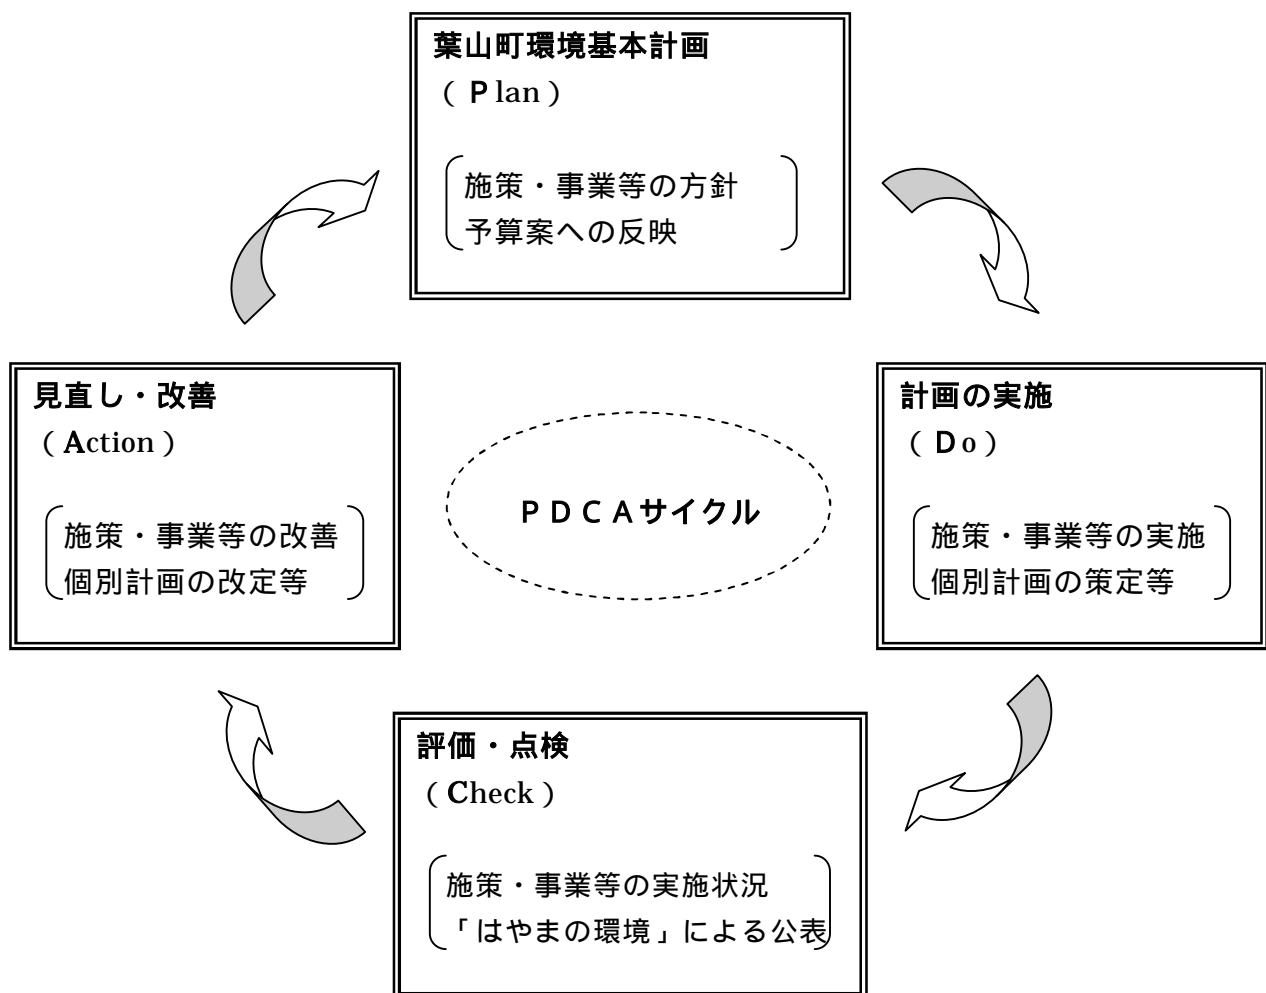 葉山町環境基本計画
（Plan）
施策・事業等の方針
予算案への反映
見直し・改善
（Action）
施策・事業等の改善
個別計画の改定等
PDCAサイクル
計画の実施
（Do）
施策・事業等の実施
個別計画の策定等
評価・点検
（Check）
施策・事業等の実施状況
「はやまの環境」による公表